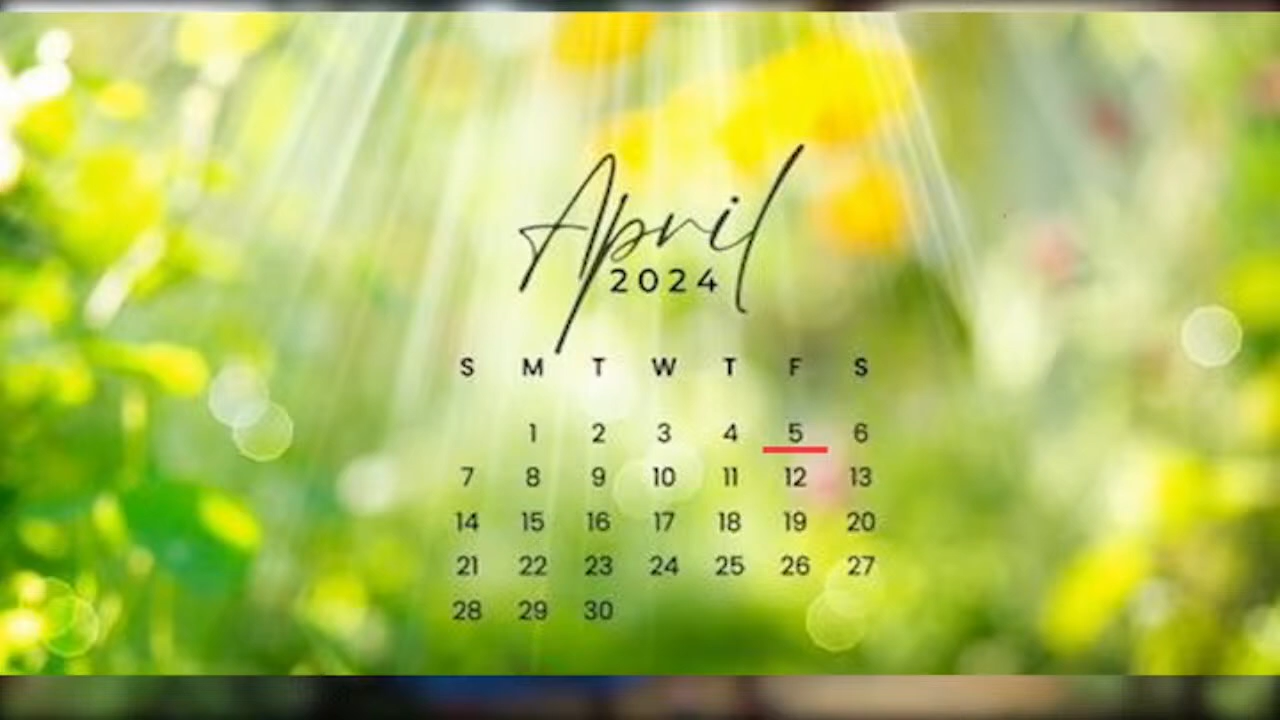 April
2024
S M T W T F S
1 2 3 4 5 6
7 8 9 10 11 12 13
14 15 16 17 18 19 20
21 22 23 24 25 26 27
28 29 30